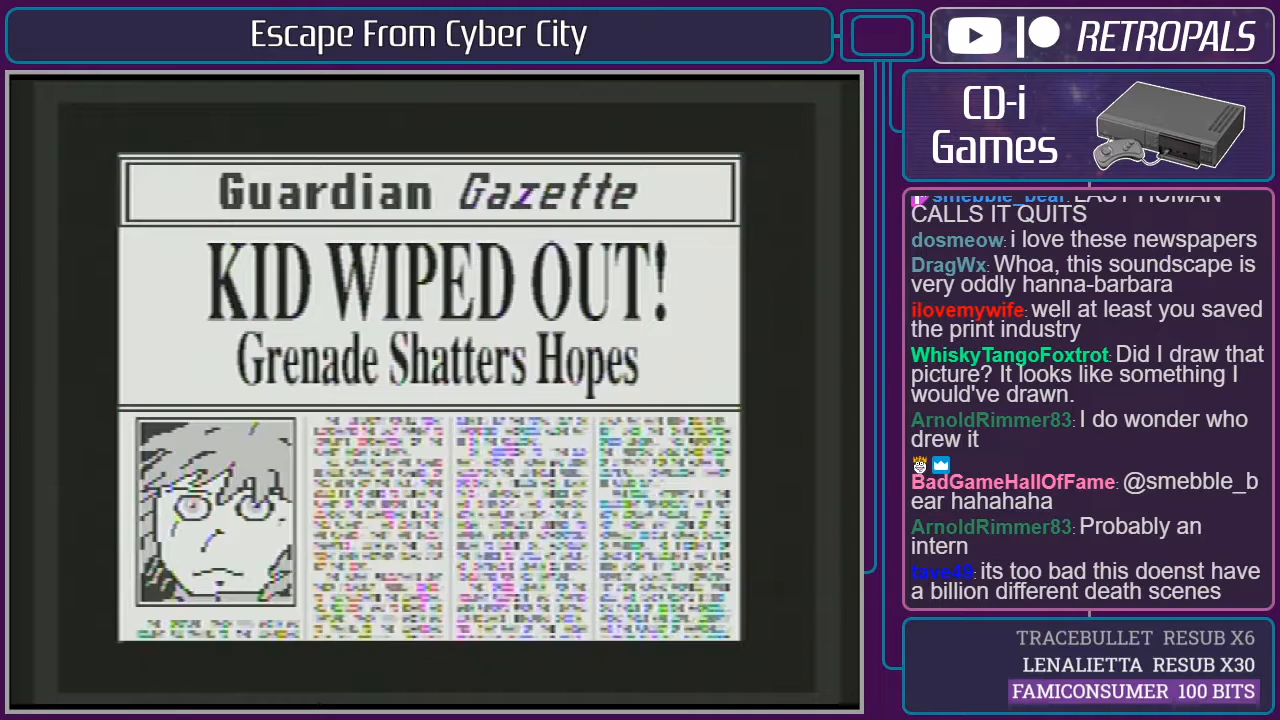 Escape From Cyber City
RETROPALS
CD-i
Games
Guardian Gazette
KID WIPED OUT!
Grenade Shatters Hopes
smebble_bear: LAST HUMAN
CALLS IT QUITS
dosmeow: i love these newspapers
DragWx: Whoa, this soundscape is
very oddly hanna-barbara
ilovemywife: well at least you saved
the print industry
WhiskyTangoFoxtrot: Did I draw that
picture? It looks like something I
would've drawn.
ArnoldRimmer83: I do wonder who
drew it
BadGameHallOfFame: @smebble_b
ear hahahaha
ArnoldRimmer83: Probably an
intern
tave49: its too bad this doenst have
a billion different death scenes
TRACEBULLET RESUB X6
LENALIETTA RESUB X30
FAMICONSUMER 100 BITS